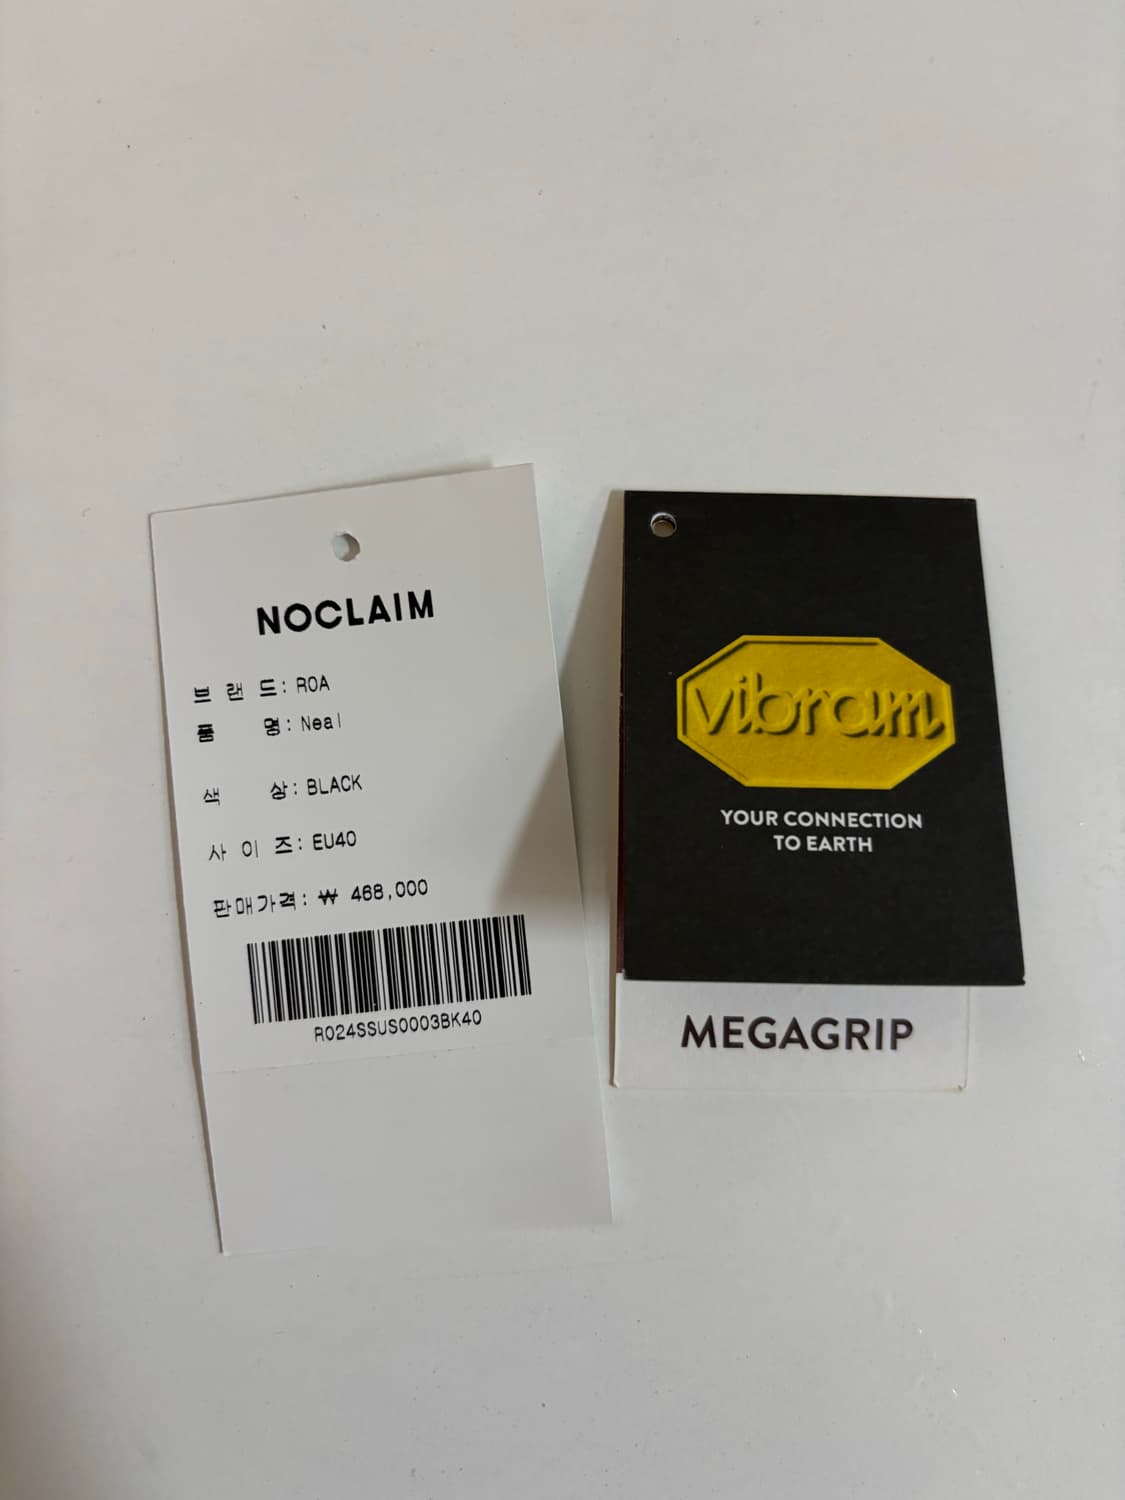 NOCLAIM
브 랜 드: ROA
품 명: Neal
색 상: BLACK
사 이 즈: EU40
판매가격: ₩ 468,000
R024SSUS0003BK40
vibram
YOUR CONNECTION
TO EARTH
MEGAGRIP